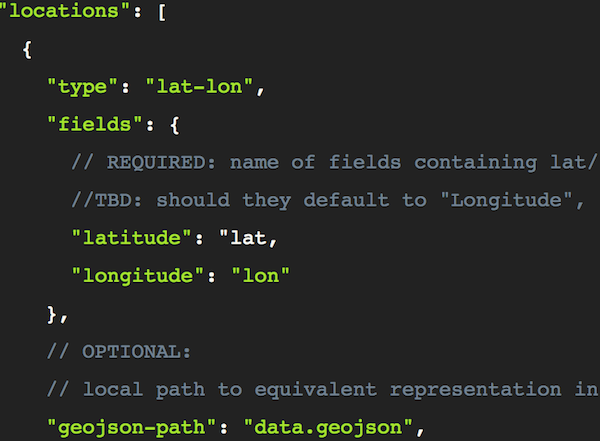 "locations": [
{
"type": "lat-lon",
"fields": {
// REQUIRED: name of fields containing lat/
//TBD: should they default to "Longitude",
"latitude": "lat,
"longitude": "lon"
},
// OPTIONAL:
// local path to equivalent representation in
"geojson-path": "data.geojson",